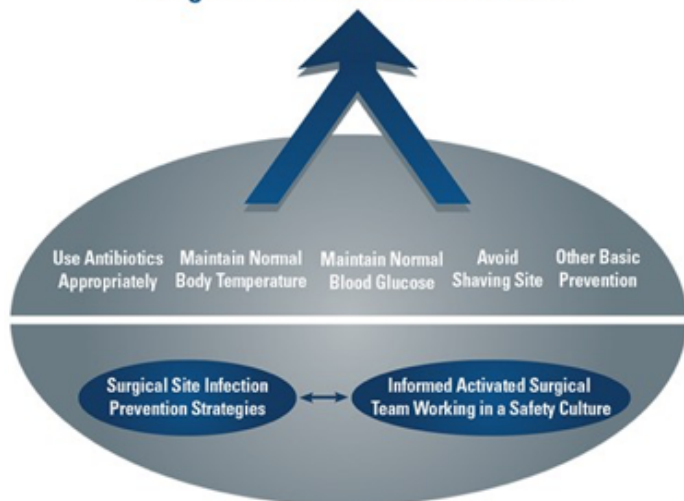 Use Antibiotics
Appropriately
Maintain Normal
Body Temperature
Maintain Normal
Blood Glucose
Avoid
Shaving Site
Other Basic
Prevention
Surgical Site Infection
Prevention Strategies
Informed Activated Surgical
Team Working in a Safety Culture